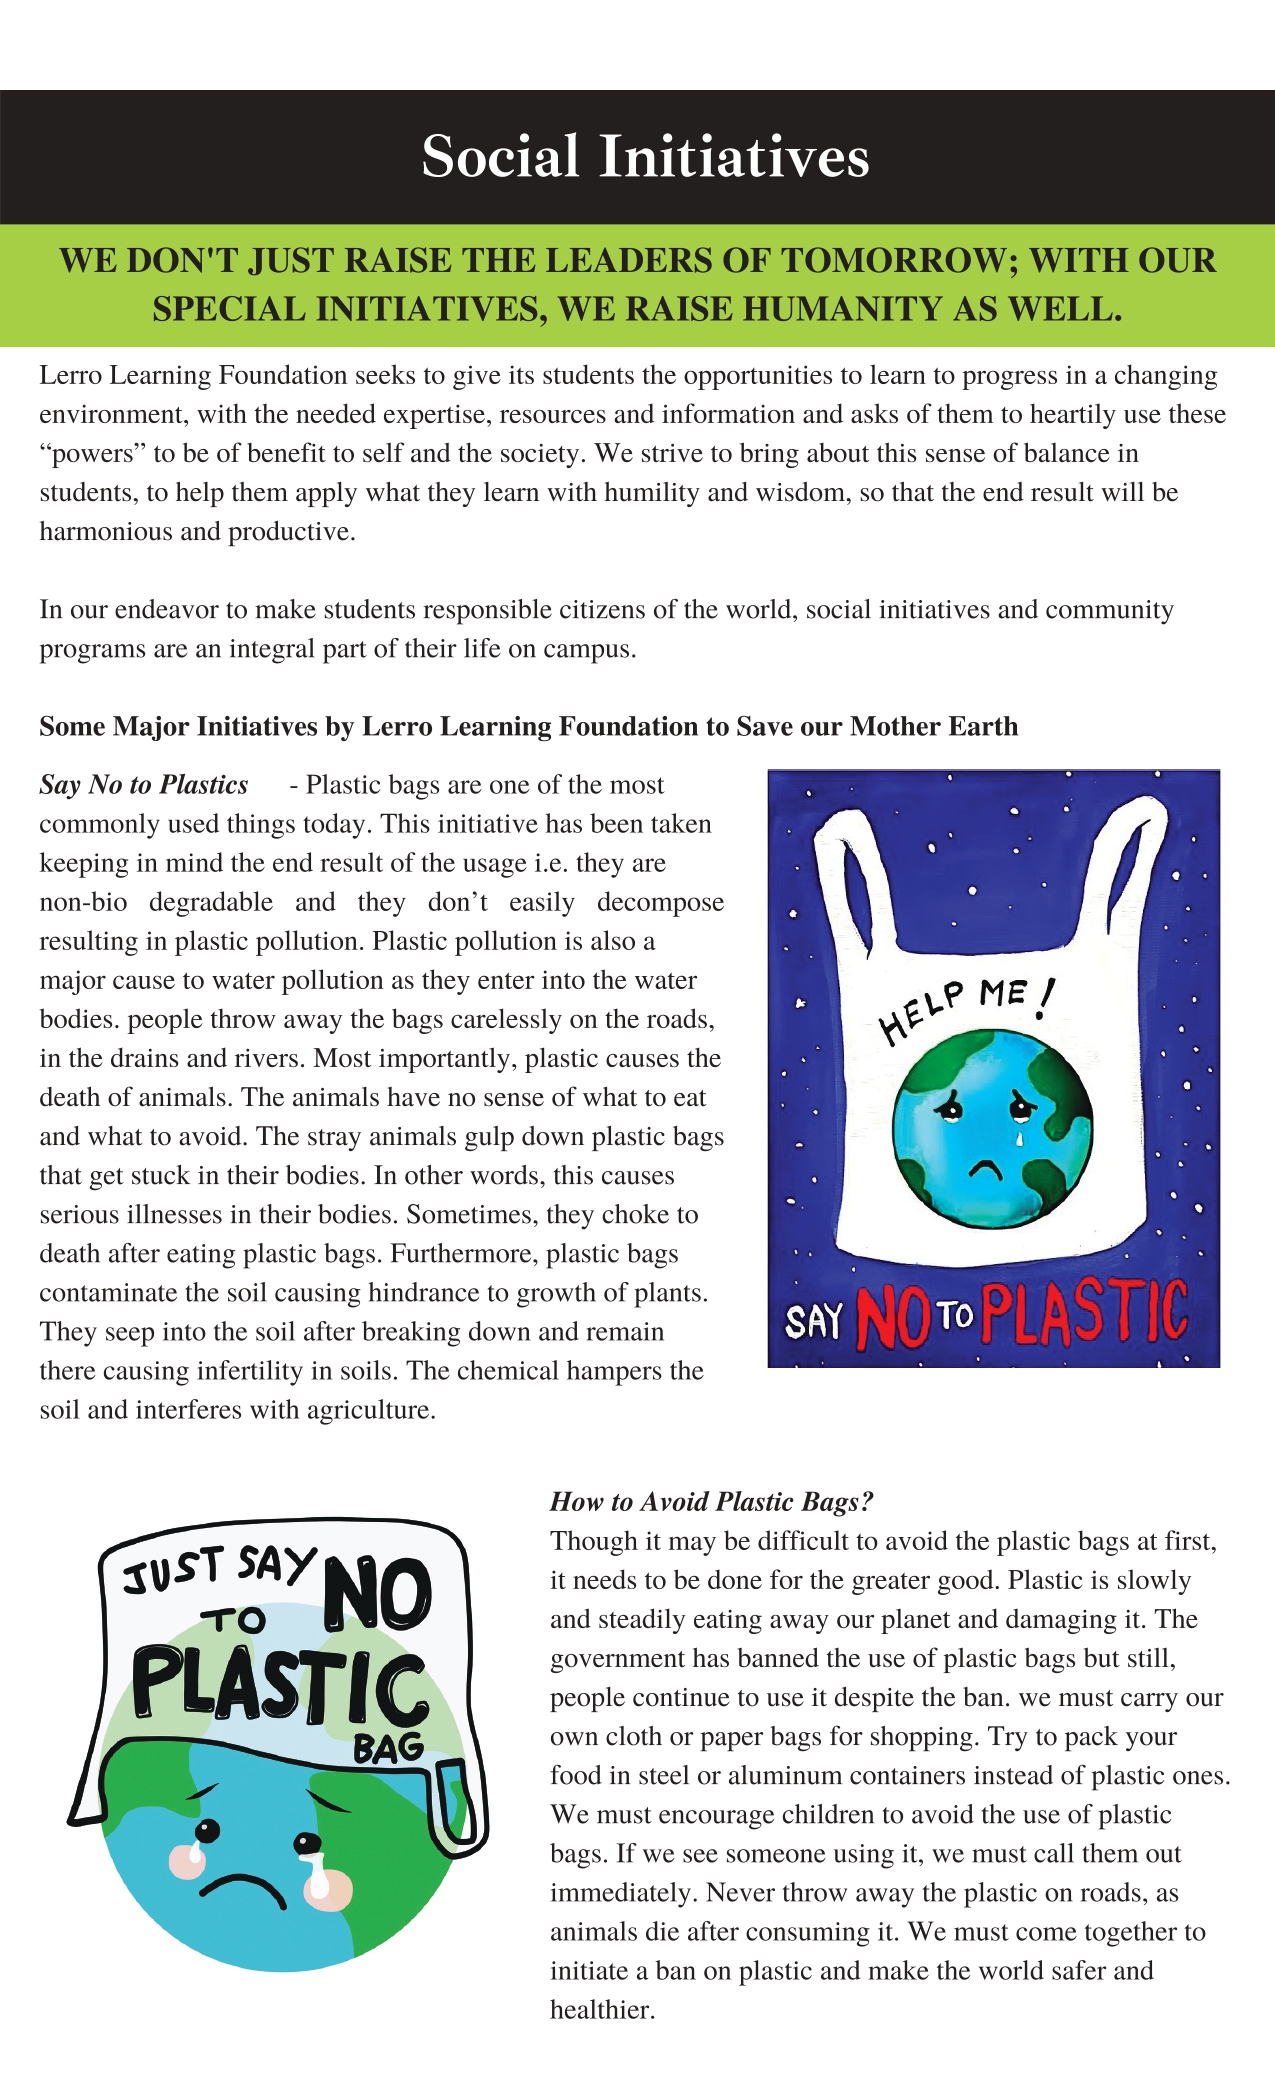 Social Initiatives
WE DON'T JUST RAISE THE LEADERS OF TOMORROW; WITH OUR
SPECIAL INITIATIVES, WE RAISE HUMANITY AS WELL.
Lerro Learning Foundation seeks to give its students the opportunities to learn to progress in a changing
environment, with the needed expertise, resources and information and asks of them to heartily use these
“powers” to be of benefit to self and the society. We strive to bring about this sense of balance in
students, to help them apply what they learn with humility and wisdom, so that the end result will be
harmonious and productive.
In our endeavor to make students responsible citizens of the world, social initiatives and community
programs are an integral part of their life on campus.
Some Major Initiatives by Lerro Learning Foundation to Save our Mother Earth
Say No to Plastics - Plastic bags are one of the most
commonly used things today. This initiative has been taken
keeping in mind the end result of the usage i.e. they are
non-bio degradable and they don’t easily decompose
resulting in plastic pollution. Plastic pollution is also a
major cause to water pollution as they enter into the water
bodies. people throw away the bags carelessly on the roads,
in the drains and rivers. Most importantly, plastic causes the
death of animals. The animals have no sense of what to eat
and what to avoid. The stray animals gulp down plastic bags
that get stuck in their bodies. In other words, this causes
serious illnesses in their bodies. Sometimes, they choke to
death after eating plastic bags. Furthermore, plastic bags
contaminate the soil causing hindrance to growth of plants.
They seep into the soil after breaking down and remain
there causing infertility in soils. The chemical hampers the
soil and interferes with agriculture.
HELP ME!
SAY NO TO PLASTIC
JUST SAY NO
TO
PLASTIC
BAG
How to Avoid Plastic Bags?
Though it may be difficult to avoid the plastic bags at first,
it needs to be done for the greater good. Plastic is slowly
and steadily eating away our planet and damaging it. The
government has banned the use of plastic bags but still,
people continue to use it despite the ban. we must carry our
own cloth or paper bags for shopping. Try to pack your
food in steel or aluminum containers instead of plastic ones.
We must encourage children to avoid the use of plastic
bags. If we see someone using it, we must call them out
immediately. Never throw away the plastic on roads, as
animals die after consuming it. We must come together to
initiate a ban on plastic and make the world safer and
healthier.